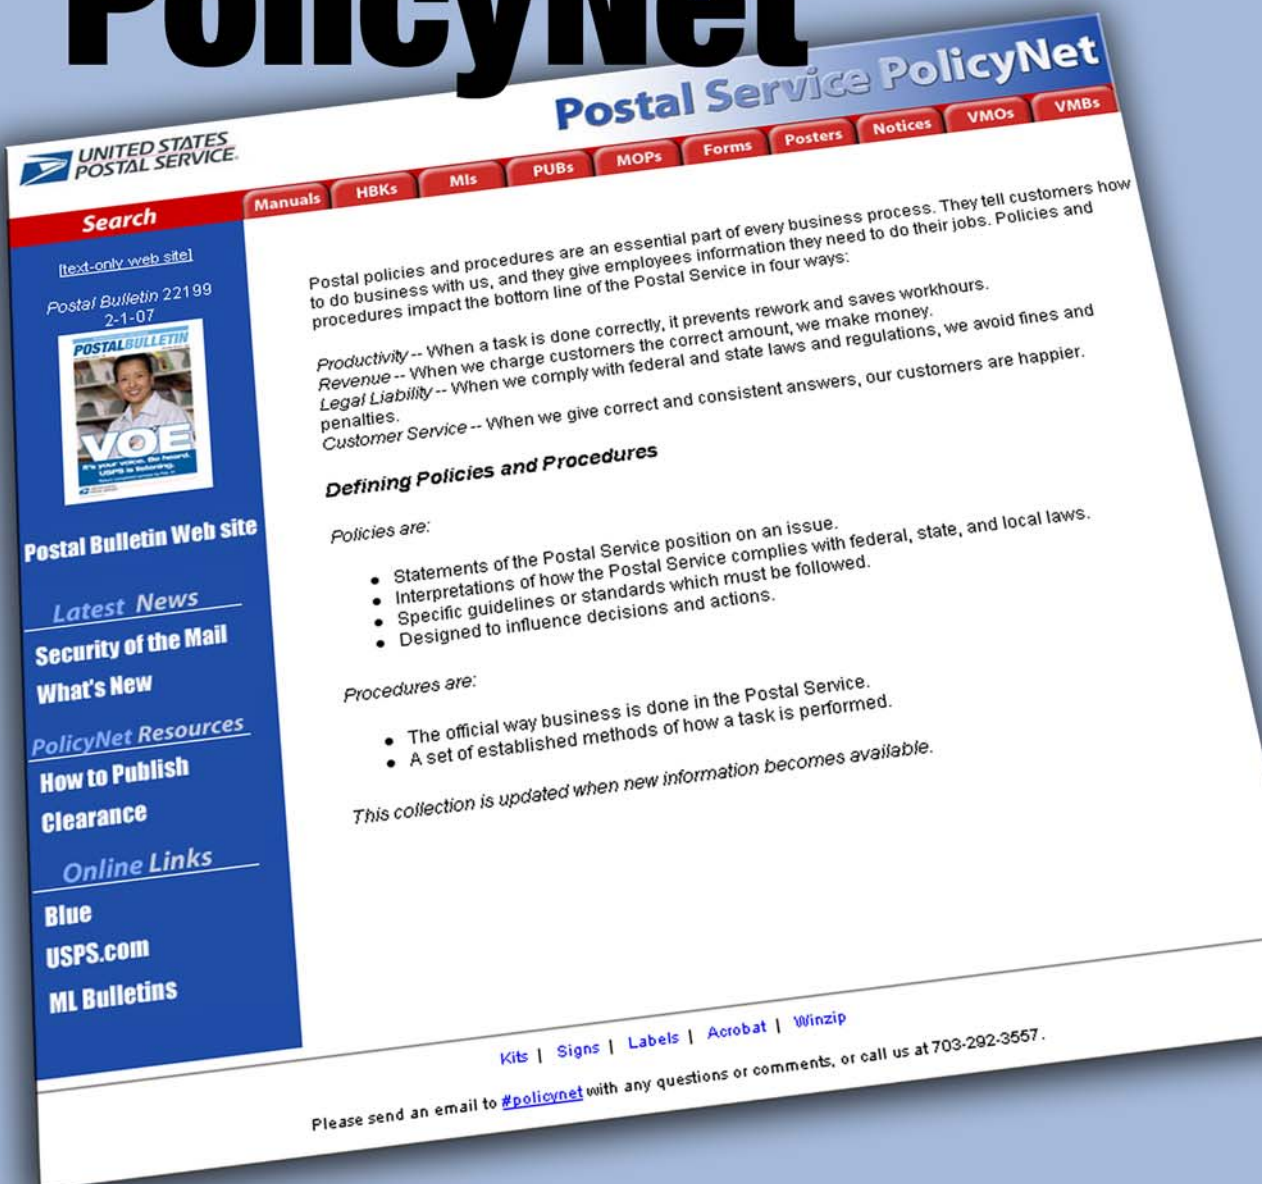 PolicyNet
Postal Service PolicyNet
UNITED STATES
POSTAL SERVICE.
Search
Manuals HBKs MIs PUBs MOPs Forms Posters Notices VMOs VMBs
[text-only web site]
Postal Bulletin 22199
2-1-07
POSTALBULLETIN
VOE
It's your voice. Be heard.
USPS is listening.
Postal Bulletin Web site
Latest News
Security of the Mail
What's New
PolicyNet Resources
How to Publish
Clearance
Online Links
Blue
USPS.com
ML Bulletins
Postal policies and procedures are an essential part of every business process. They tell customers how
to do business with us, and they give employees information they need to do their jobs. Policies and
procedures impact the bottom line of the Postal Service in four ways:
Productivity -- When a task is done correctly, it prevents rework and saves workhours.
Revenue -- When we charge customers the correct amount, we make money.
Legal Liability -- When we comply with federal and state laws and regulations, we avoid fines and
penalties.
Customer Service -- When we give correct and consistent answers, our customers are happier.
Defining Policies and Procedures
Policies are:
• Statements of the Postal Service position on an issue.
• Interpretations of how the Postal Service complies with federal, state, and local laws.
• Specific guidelines or standards which must be followed.
• Designed to influence decisions and actions.
Procedures are:
• The official way business is done in the Postal Service.
• A set of established methods of how a task is performed.
This collection is updated when new information becomes available.
Kits | Signs | Labels | Acrobat | Winzip
Please send an email to #policynet with any questions or comments, or call us at 703-292-3557.